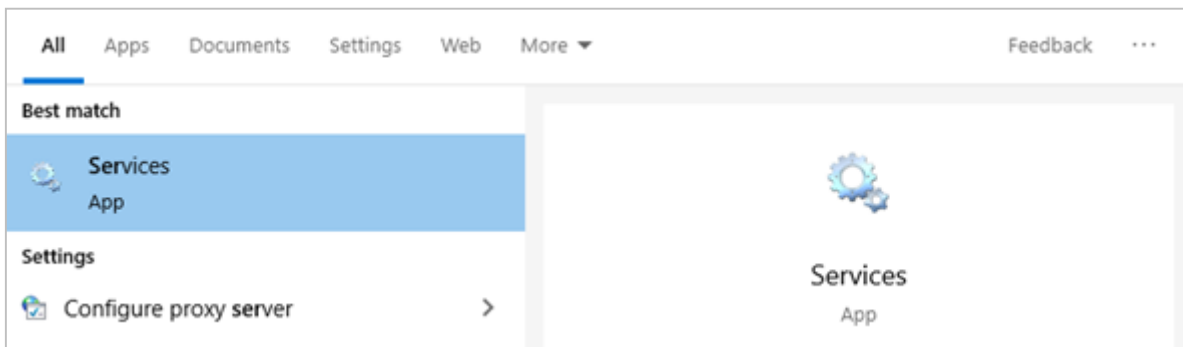 All Apps Documents Settings Web More Feedback ...
Best match
Services
App
Settings
Configure proxy server
Services
App